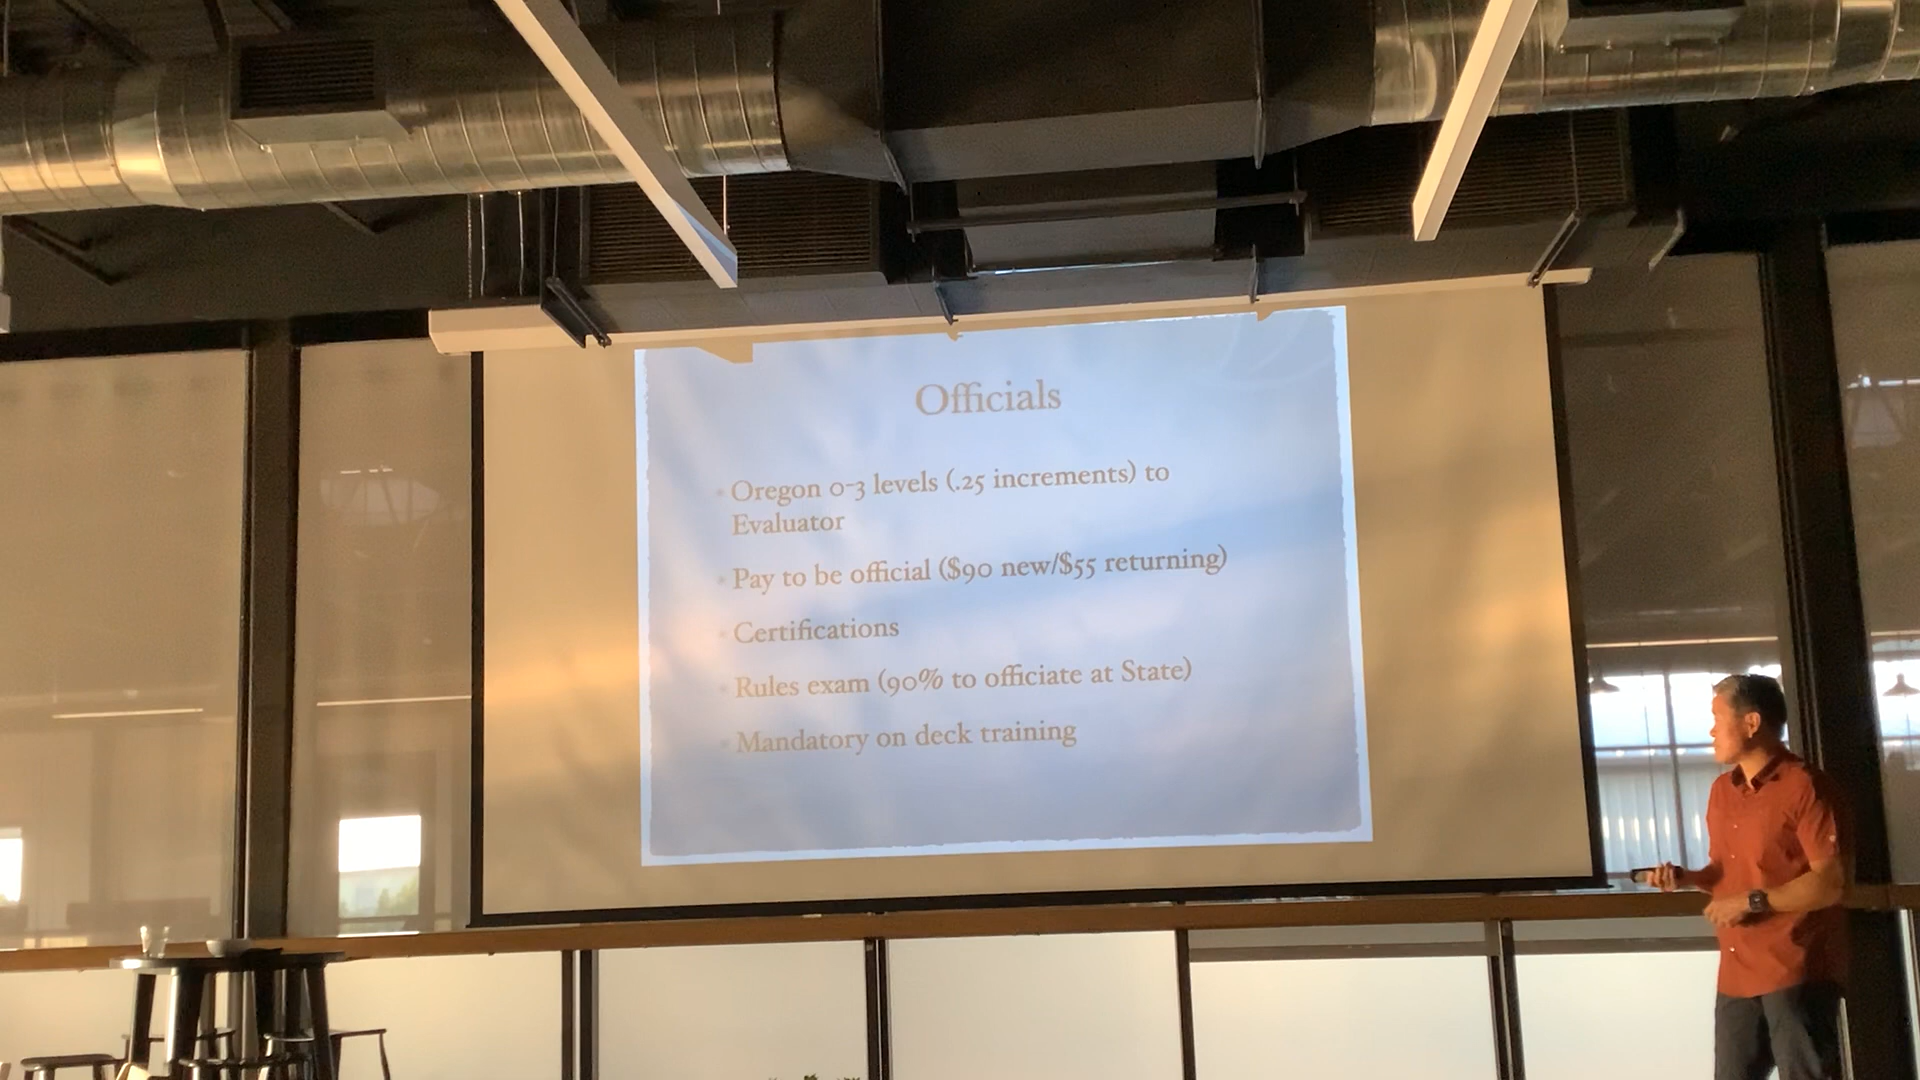 Officials
• Oregon 0-3 levels (.25 increments) to
Evaluator
• Pay to be official ($90 new/$55 returning)
• Certifications
• Rules exam (90% to officiate at State)
• Mandatory on deck training